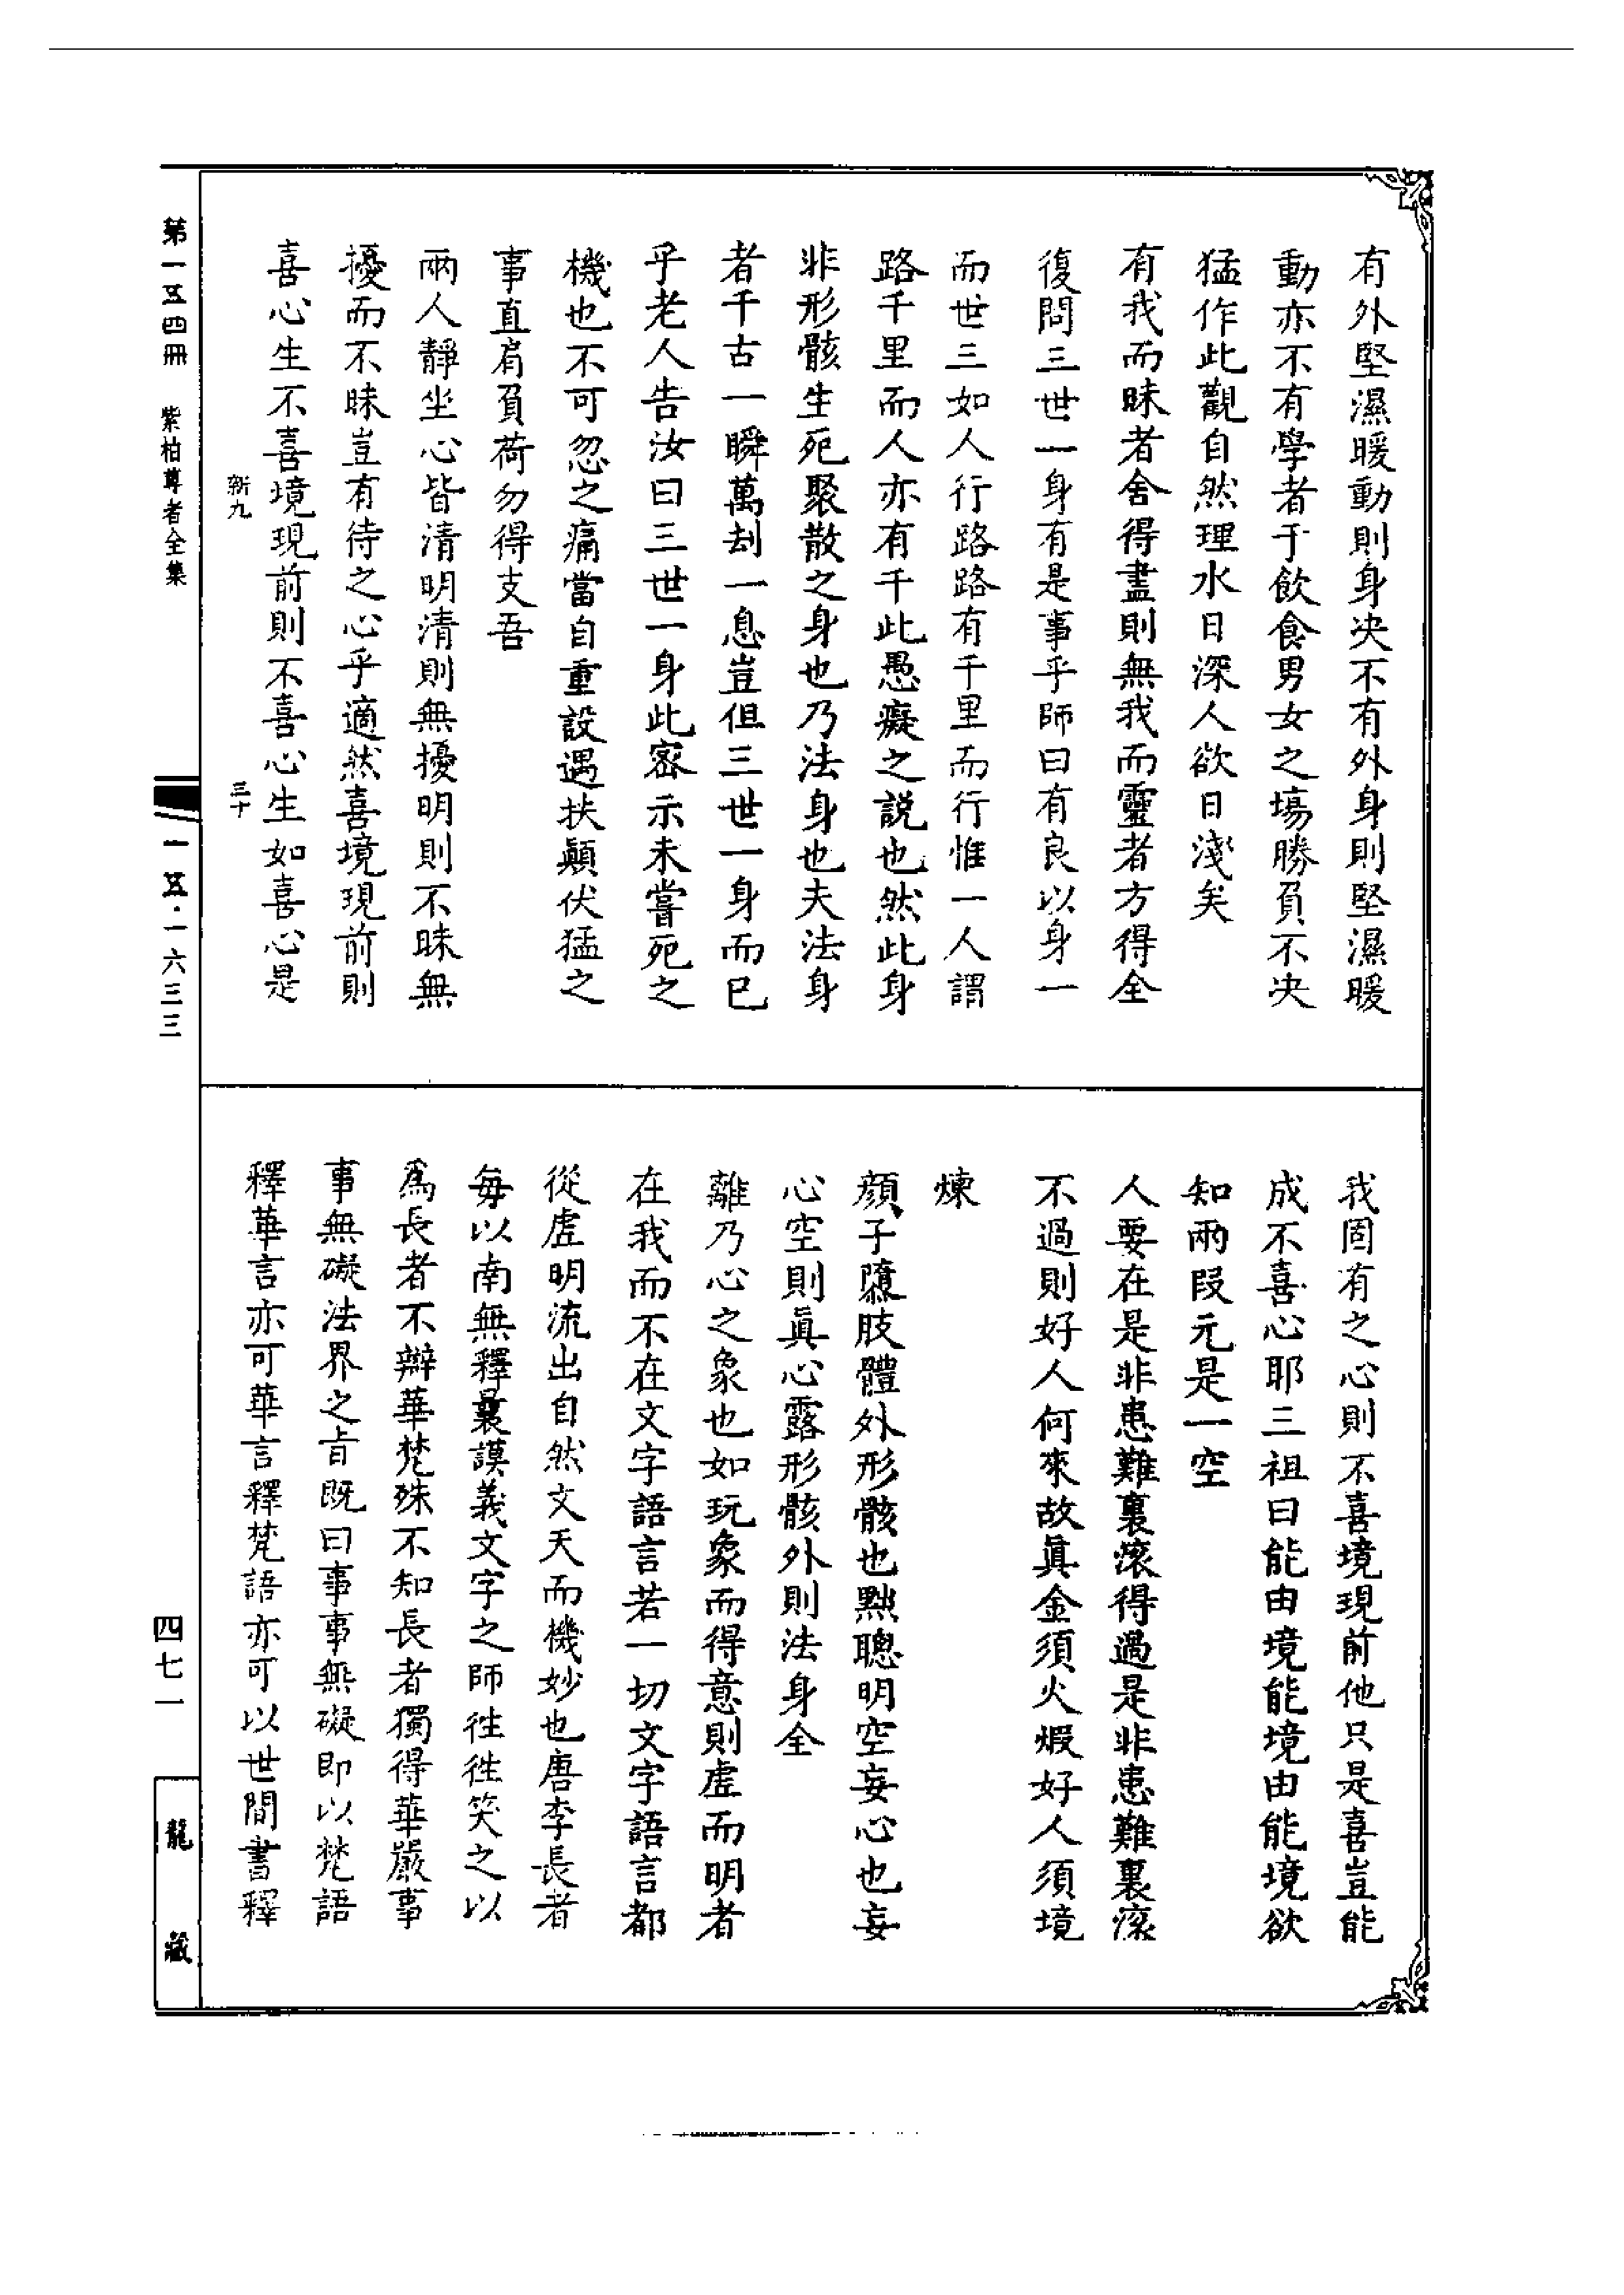 有外堅濕暖動則身决不有外身則堅濕暖
動亦不有學者于飲食男女之塲勝負不决
猛作此觀自然理水日深人欲日淺矣
有我而昧者舍得盡則無我而靈者方得全
復問三世一身有是事乎師曰有良以身一
而世三如人行路路有千里而行惟一人謂
路千里而人亦有千此愚癡之説也然此身
非形骸生死聚散之身也乃法身也夫法身
者千古一瞬萬刦一息豈但三世一身而已
乎老人告汝曰三世一身此宻示未嘗死之
機也不可忽之痛當自重設遇扶顛伏猛之
事直肩負荷勿得支吾
兩人靜坐心皆清明清則無擾明則不昧無
擾而不昧豈有待之心乎適然喜境現前則
喜心生不喜境現前則不喜心生如喜心是
新九 三十
我固有之心則不喜境現前他只是喜豈能
成不喜心耶三祖曰能由境能境由能境欲
知兩段元是一空
人要在是非患難裏滚得過是非患難裏滚
不過則好人何來故眞金須火煆好人須境
煉
顔子隳肢體外形骸也黜聰明空妄心也妄
心空則眞心露形骸外則法身全
離乃心之象也如玩象而得意則虚而明者
在我而不在文字語言若一切文字語言都
從虚明流出自然文天而機妙也唐李長者
每以南無釋曩謨義文字之師徃徃笑之以
爲長者不辯華梵殊不知長者獨得華嚴事
事無礙法界之旨既曰事事無礙即以梵語
釋華言亦可華言釋梵語亦可以世間書釋
第一五四冊 紫柏尊者全集
一五·一六三三
四七一
龍藏